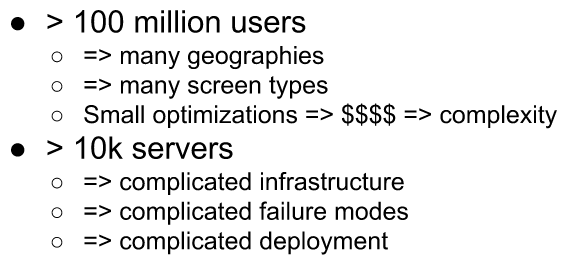 ● > 100 million users
○ => many geographies
○ => many screen types
○ Small optimizations => $$$$ => complexity
● > 10k servers
○ => complicated infrastructure
○ => complicated failure modes
○ => complicated deployment